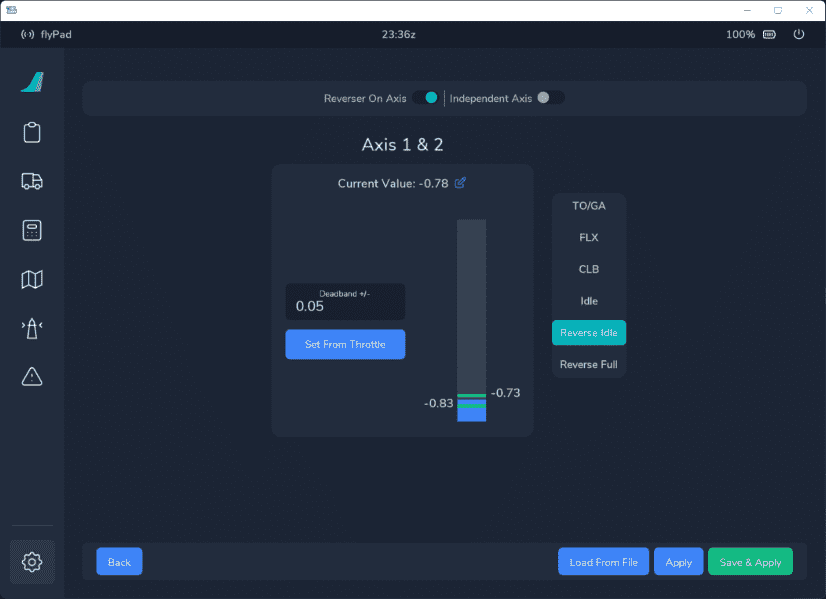 flyPad
23:36z
100%
Reverser On Axis
Independent Axis
Axis 1 & 2
Current Value: -0.78
TO/GA
FLX
CLB
Idle
Reverse Idle
Reverse Full
Deadband +/-
0.05
Set From Throttle
-0.73
-0.83
Back
Load From File
Apply
Save & Apply